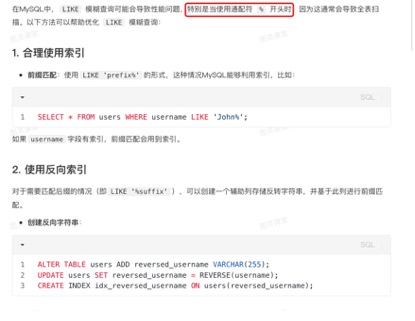 在MySQL中， LIKE 模糊查询可能会导致性能问题，特别是当使用通配符 % 开头时，因为这通常会导致全表扫
描。以下方法可以帮助优化 LIKE 模糊查询：
1. 合理使用索引
• 前缀匹配：使用 LIKE 'prefix%' 的形式，这种情况MySQL能够利用索引，比如：
SQL
1 SELECT * FROM users WHERE username LIKE 'John%';
如果 username 字段有索引，前缀匹配会用到索引。
2. 使用反向索引
对于需要匹配后缀的情况（即 LIKE '%suffix' ），可以创建一个辅助列存储反转字符串，并基于此列进行前缀匹
配。
• 创建反向字符串：
SQL
1 ALTER TABLE users ADD reversed_username VARCHAR(255);
2 UPDATE users SET reversed_username = REVERSE(username);
3 CREATE INDEX idx_reversed_username ON users(reversed_username);